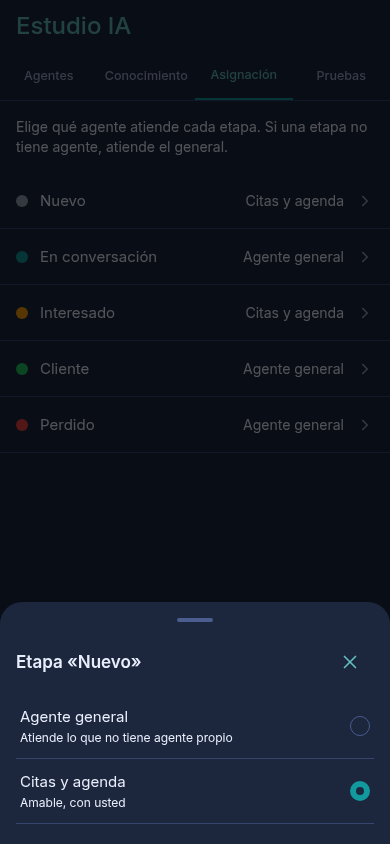 Estudio IA
Agentes
Conocimiento
Asignación
Pruebas
Elige qué agente atiende cada etapa. Si una etapa no
tiene agente, atiende el general.
Nuevo
Citas y agenda
En conversación
Agente general
Interesado
Citas y agenda
Cliente
Agente general
Perdido
Agente general
Etapa «Nuevo»
Agente general
Atiende lo que no tiene agente propio
Citas y agenda
Amable, con usted